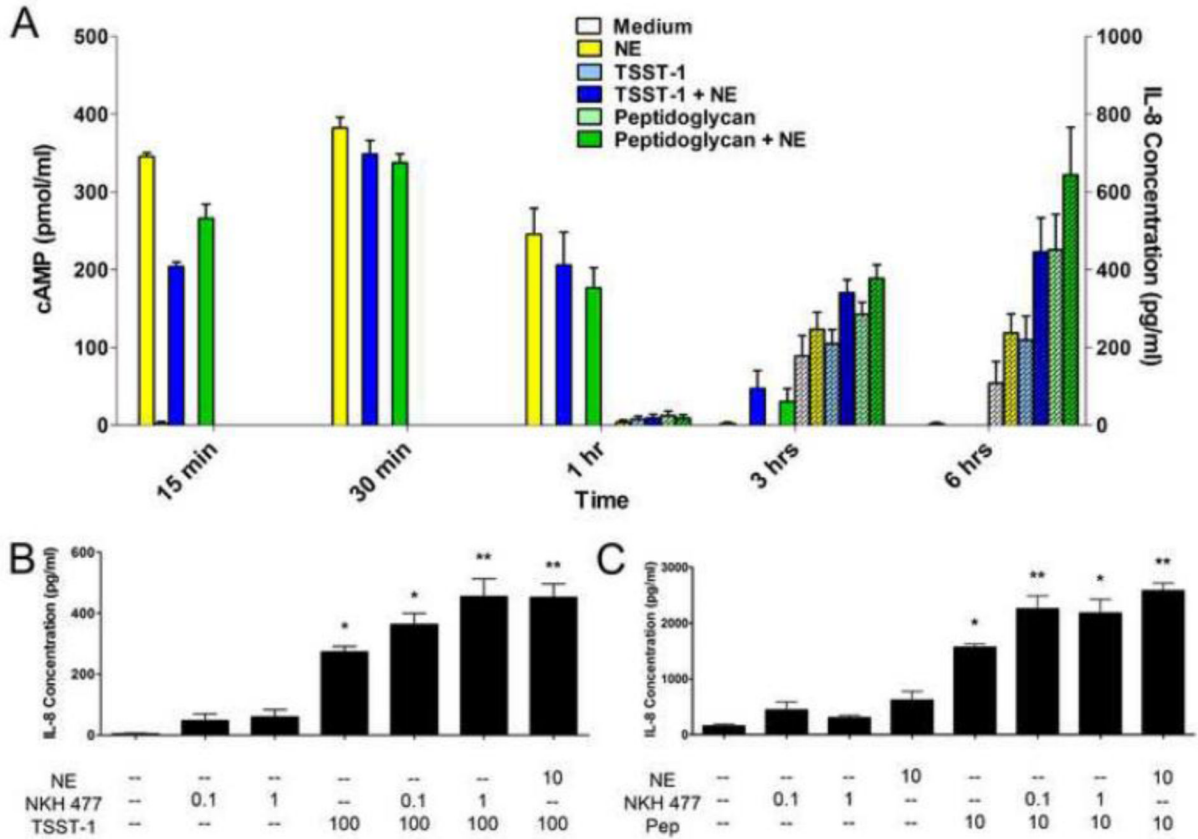 A
500
400
300
200
100
0
cAMP (pmol/ml)
Medium
NE
TSST-1
TSST-1 + NE
Peptidoglycan
Peptidoglycan + NE
1000
800
600
400
200
0
IL-8 Concentration (pg/ml)
15 min
30 min
1 hr
3 hrs
6 hrs
Time
B
IL-8 Concentration (pg/ml)
600
400
200
0
* * ** **
NE -- -- -- -- -- -- 10
NKH 477 -- 0.1 1 -- 0.1 1 --
TSST-1 -- -- -- 100 100 100 100
C
IL-8 Concentration (pg/ml)
3000
2000
1000
0
* ** * **
NE -- -- -- 10 -- -- -- 10
NKH 477 -- 0.1 1 -- -- 0.1 1 --
Pep -- -- -- -- 10 10 10 10